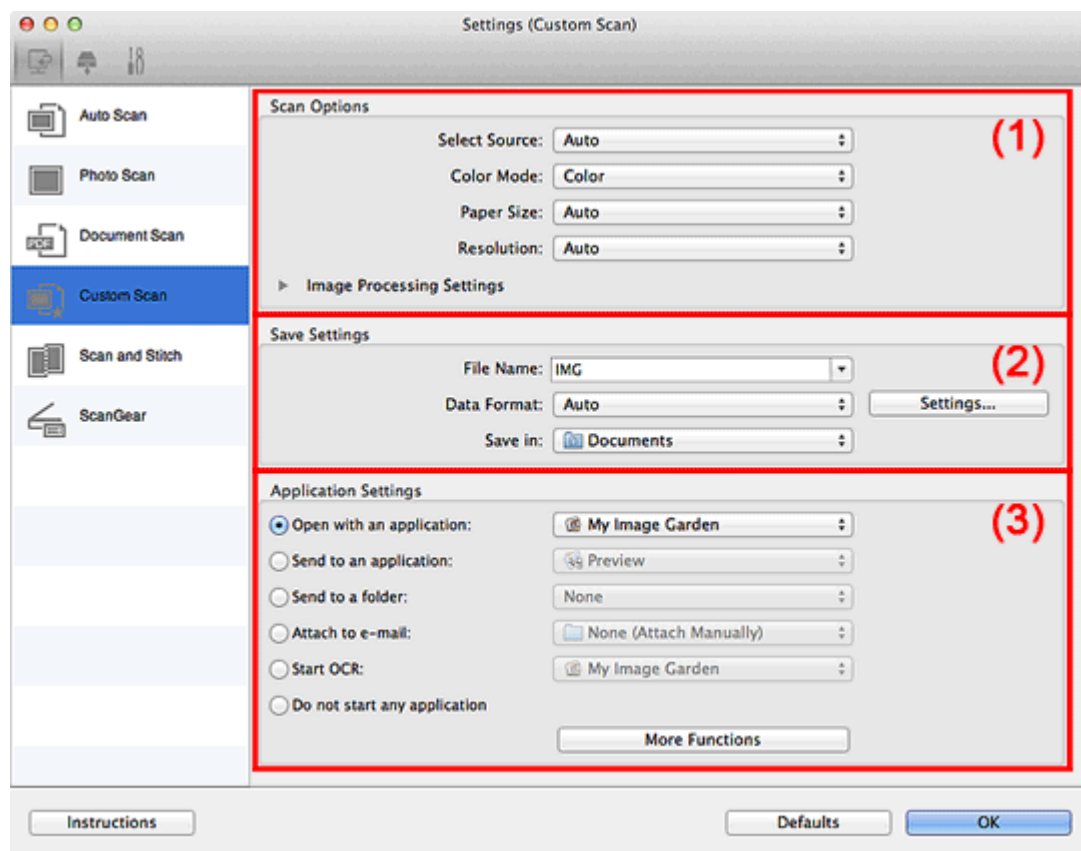 Settings (Custom Scan)
Auto Scan
Photo Scan
PDF
Document Scan
Custom Scan
Scan and Stitch
ScanGear
Scan Options
(1)
Select Source: Auto
Color Mode: Color
Paper Size: Auto
Resolution: Auto
Image Processing Settings
Save Settings
(2)
File Name: IMG
Data Format: Auto Settings...
Save in: Documents
Application Settings
(3)
Open with an application: My Image Garden
Send to an application: Preview
Send to a folder: None
Attach to e-mail: None (Attach Manually)
Start OCR: My Image Garden
Do not start any application
More Functions
Instructions Defaults OK